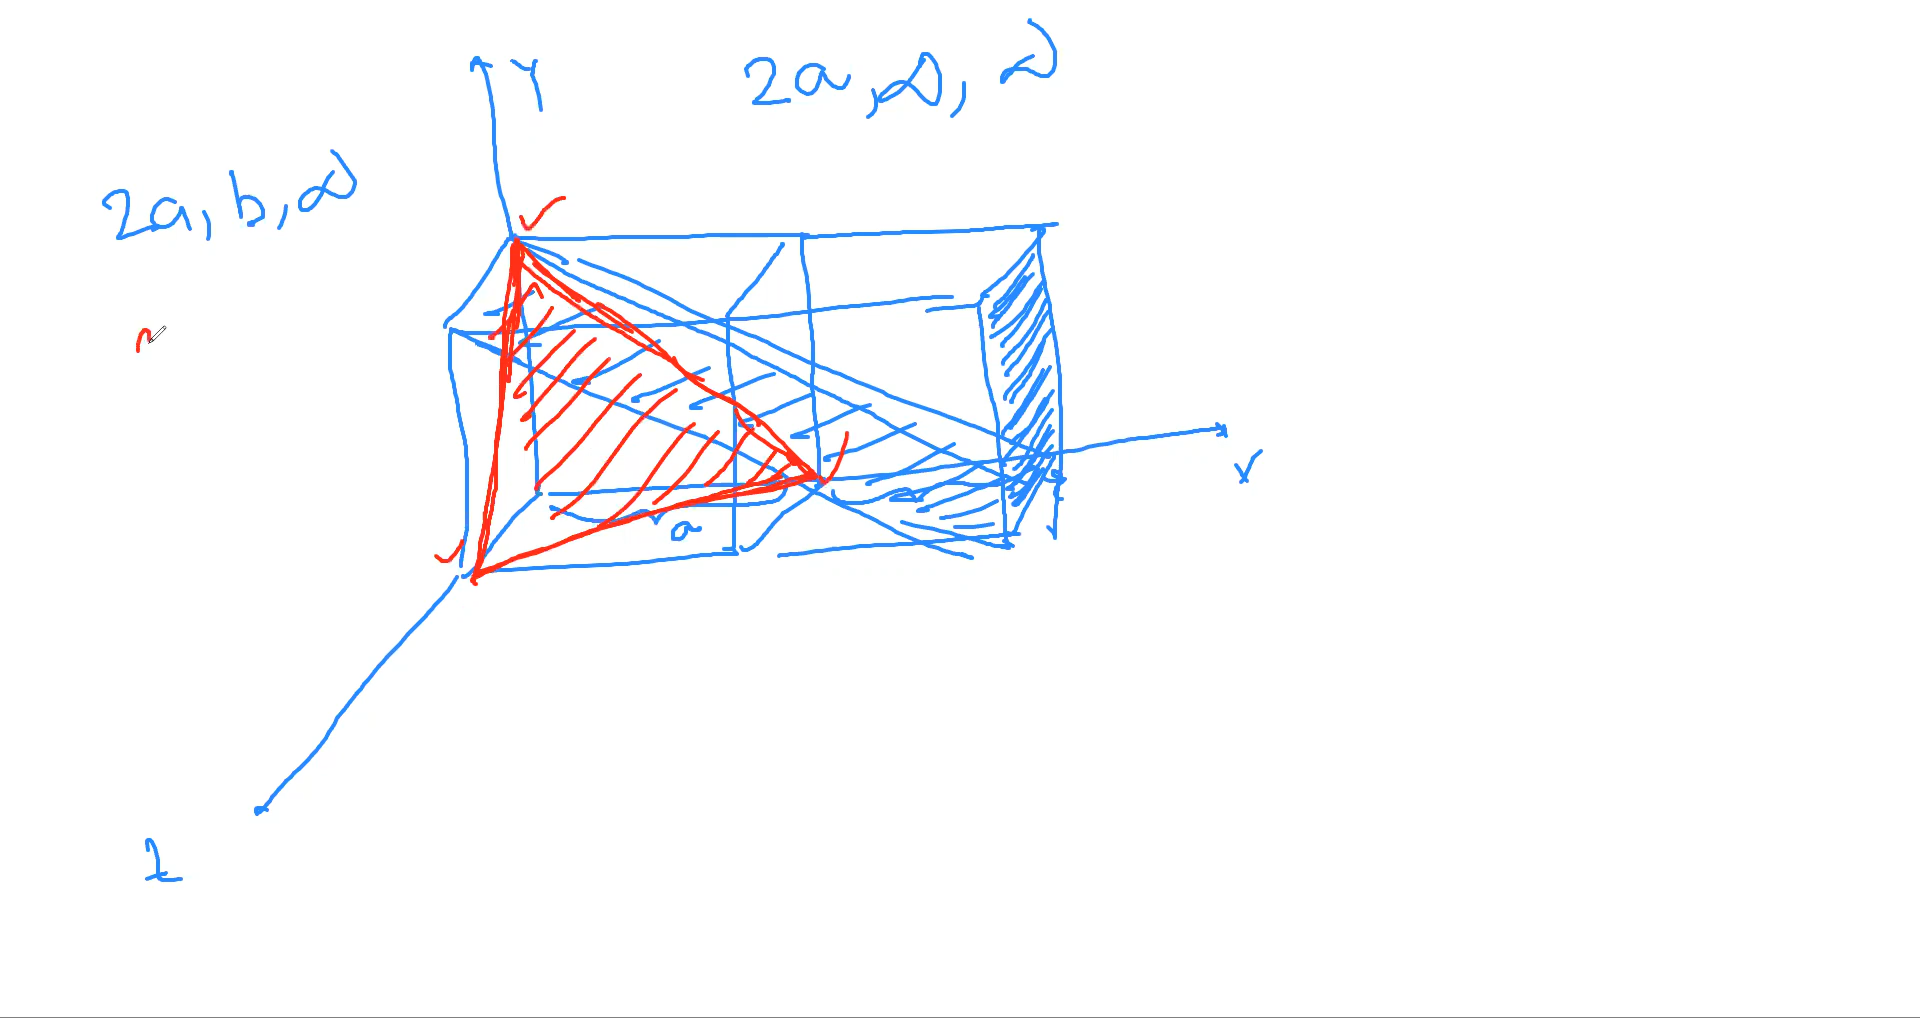 Y
2a, ∞, ∞
2a, b, ∞
a
X